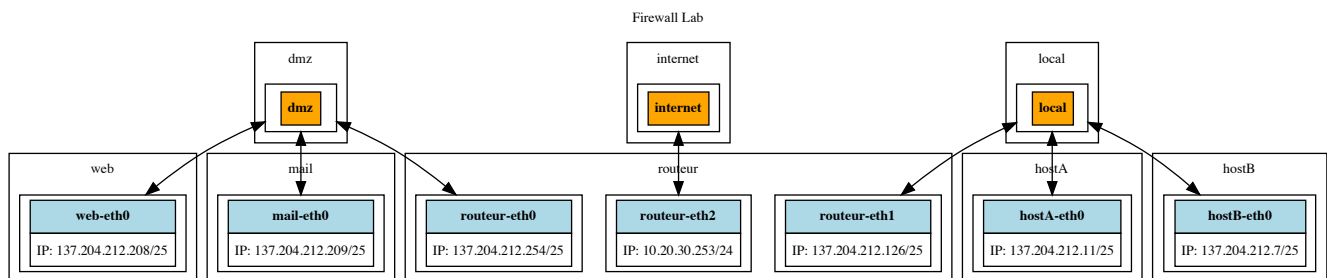 Firewall Lab
dmz
internet
local
dmz
internet
local
web
mail
routeur
hostA
hostB
web-eth0
mail-eth0
routeur-eth0
routeur-eth2
routeur-eth1
hostA-eth0
hostB-eth0
IP: 137.204.212.208/25
IP: 137.204.212.209/25
IP: 137.204.212.254/25
IP: 10.20.30.253/24
IP: 137.204.212.126/25
IP: 137.204.212.11/25
IP: 137.204.212.7/25